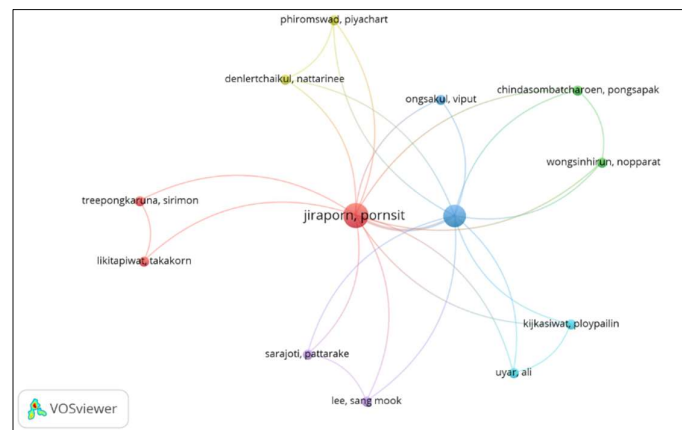 phiromswad, piyachart
denlertchaikul, nattarinee
ongsakul, viput
chindasombatcharoen, pongsapak
wongsinhirun, nopparat
treepongkaruna, sirimon
jiraporn, pornsit
likitapiwat, takakorn
kijkasiwat, ploypailin
sarajoti, pattarake
uyar, ali
lee, sang mook
VOSviewer